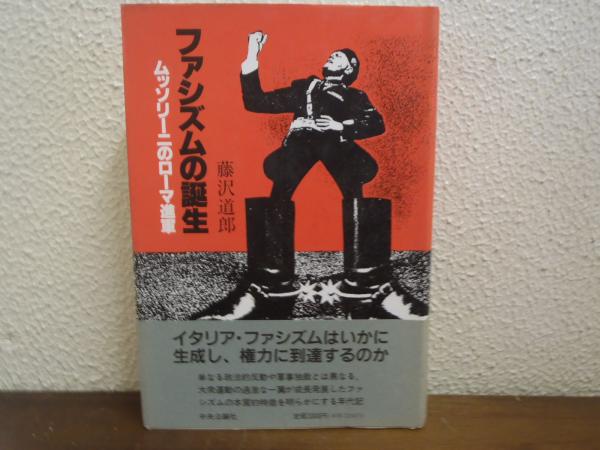 ファシズムの誕生
ムッソリーニのローマ進軍
藤沢道郎
イタリア・ファシズムはいかに
生成し、権力に到達するのか
単なる政治的反動や軍事独裁とは異なる、
大衆運動の過激な一翼が成長発展したファ
シズムの本質的特徴を明らかにする年代記
中央公論社